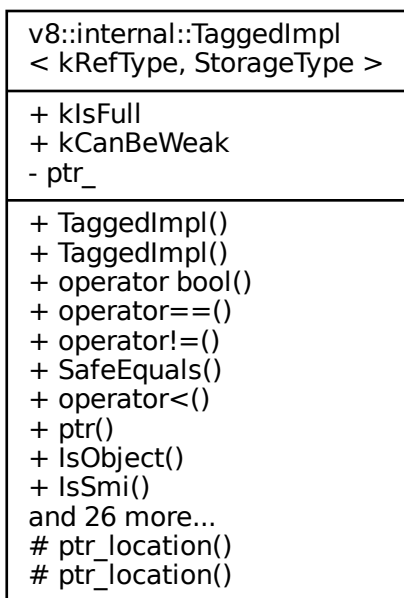 v8::internal::TaggedImpl
< kRefType, StorageType >
+ kIsFull
+ kCanBeWeak
- ptr_
+ TaggedImpl()
+ TaggedImpl()
+ operator bool()
+ operator==()
+ operator!=()
+ SafeEquals()
+ operator<()
+ ptr()
+ IsObject()
+ IsSmi()
and 26 more...
# ptr_location()
# ptr_location()